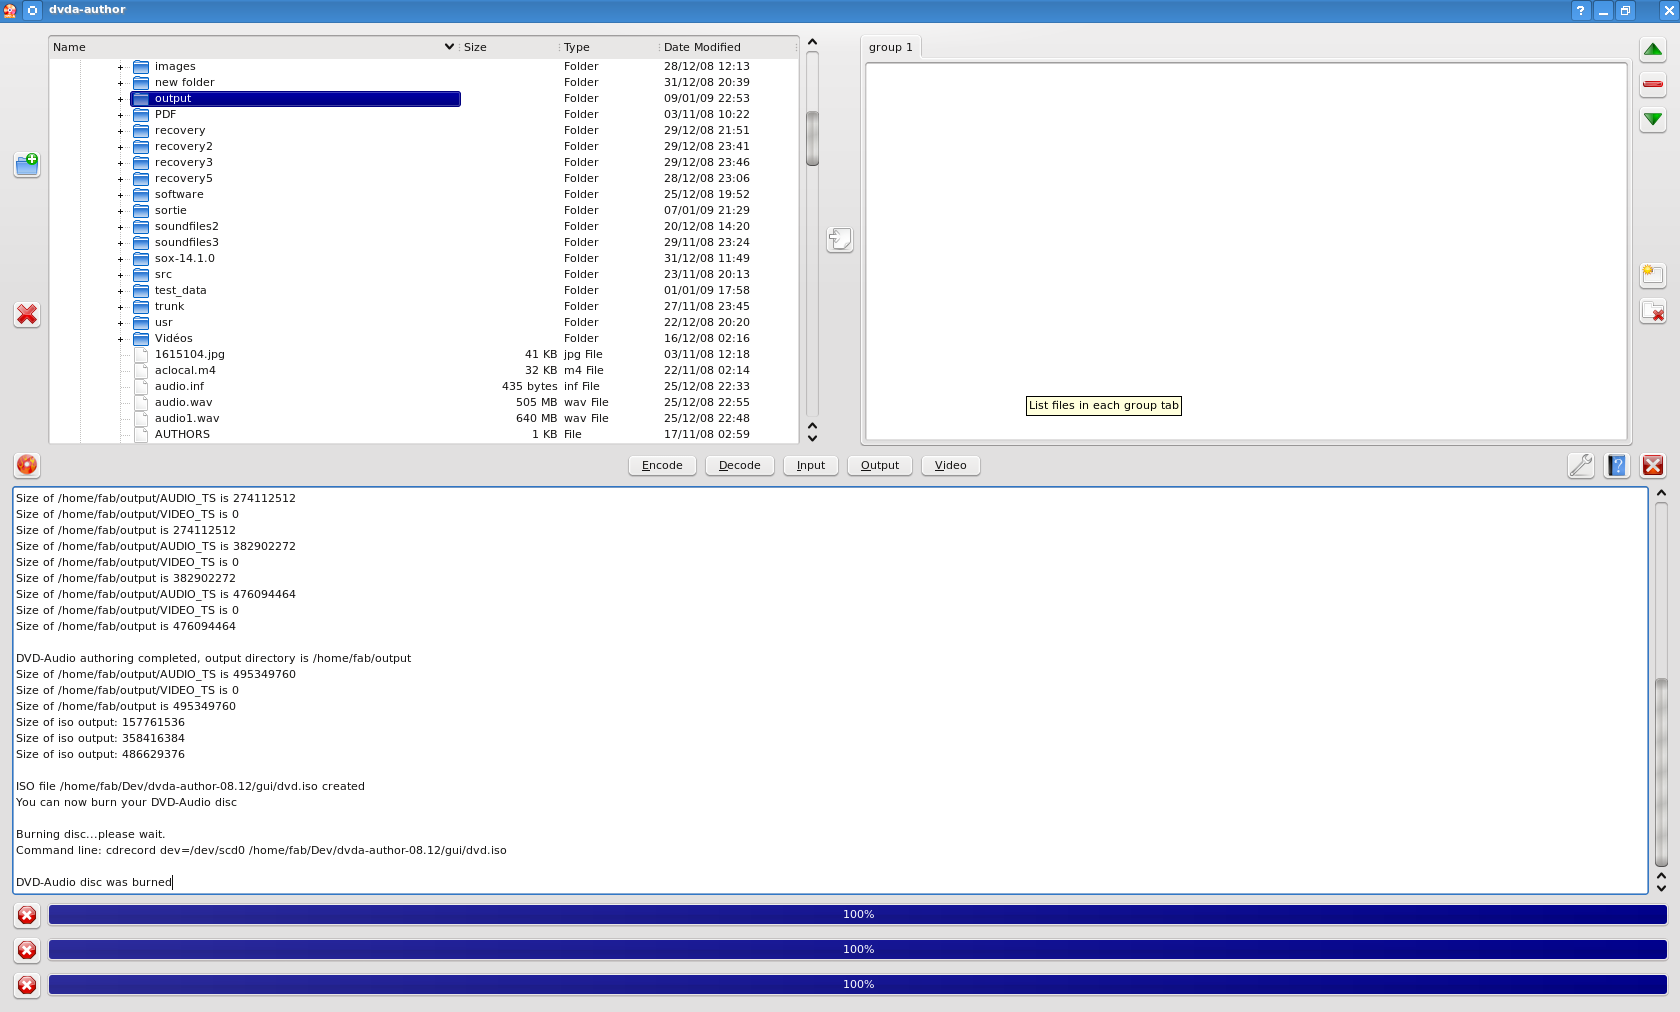 dvda-author
Name Size Type Date Modified
images Folder 28/12/08 12:13
new folder Folder 31/12/08 20:39
output Folder 09/01/09 22:53
PDF Folder 03/11/08 10:22
recovery Folder 29/12/08 21:51
recovery2 Folder 29/12/08 23:41
recovery3 Folder 29/12/08 23:46
recovery5 Folder 28/12/08 23:06
software Folder 25/12/08 19:52
sortie Folder 07/01/09 21:29
soundfiles2 Folder 20/12/08 14:20
soundfiles3 Folder 29/11/08 23:24
sox-14.1.0 Folder 31/12/08 11:49
src Folder 23/11/08 20:13
test_data Folder 01/01/09 17:58
trunk Folder 27/11/08 23:45
usr Folder 22/12/08 20:20
Vidéos Folder 16/12/08 02:16
1615104.jpg 41 KB jpg File 03/11/08 12:18
aclocal.m4 32 KB m4 File 22/11/08 02:14
audio.inf 435 bytes inf File 25/12/08 22:33
audio.wav 505 MB wav File 25/12/08 22:55
audio1.wav 640 MB wav File 25/12/08 22:48
AUTHORS 1 KB File 17/11/08 02:59
group 1
List files in each group tab
Encode Decode Input Output Video
Size of /home/fab/output/AUDIO_TS is 274112512
Size of /home/fab/output/VIDEO_TS is 0
Size of /home/fab/output is 274112512
Size of /home/fab/output/AUDIO_TS is 382902272
Size of /home/fab/output/VIDEO_TS is 0
Size of /home/fab/output is 382902272
Size of /home/fab/output/AUDIO_TS is 476094464
Size of /home/fab/output/VIDEO_TS is 0
Size of /home/fab/output is 476094464
DVD-Audio authoring completed, output directory is /home/fab/output
Size of /home/fab/output/AUDIO_TS is 495349760
Size of /home/fab/output/VIDEO_TS is 0
Size of /home/fab/output is 495349760
Size of iso output: 157761536
Size of iso output: 358416384
Size of iso output: 486629376
ISO file /home/fab/Dev/dvda-author-08.12/gui/dvd.iso created
You can now burn your DVD-Audio disc
Burning disc...please wait.
Command line: cdrecord dev=/dev/scd0 /home/fab/Dev/dvda-author-08.12/gui/dvd.iso
DVD-Audio disc was burned
100%
100%
100%